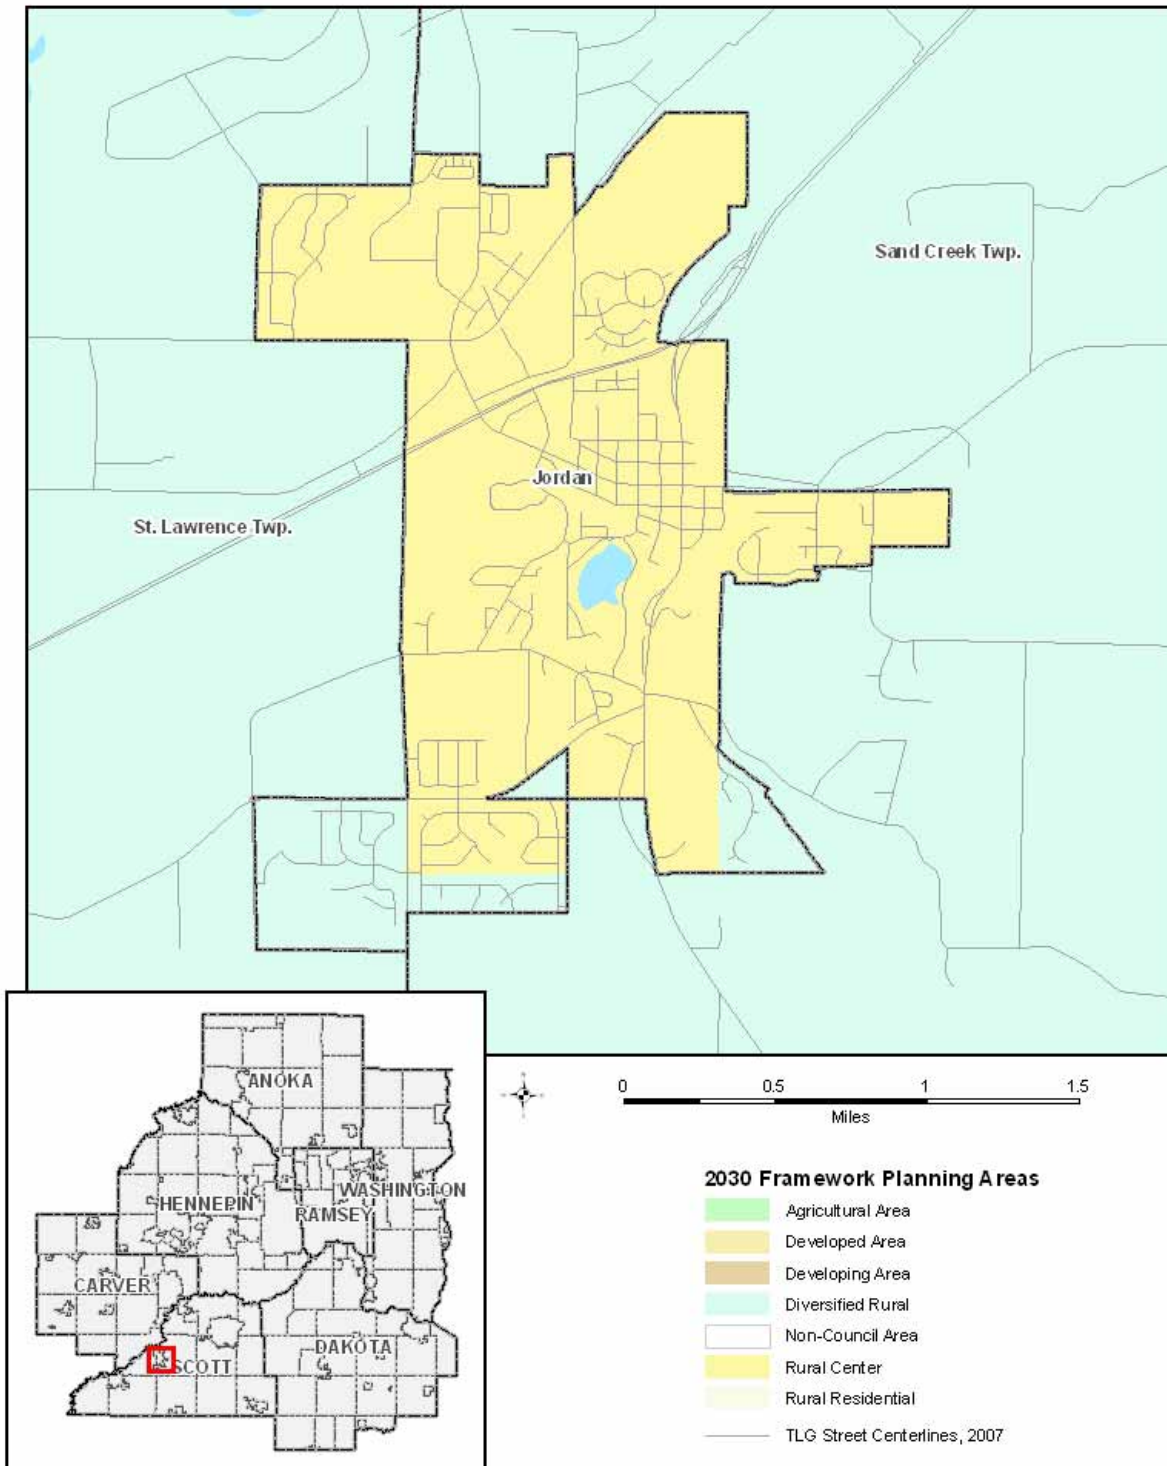 Sand Creek Twp.
Jordan
St. Lawrence Twp.
ANOKA
WASHINGTON
HENNEPIN
RAMSEY
CARVER
DAKOTA
SCOTT
0 0.5 1 1.5
Miles
2030 Framework Planning Areas
Agricultural Area
Developed Area
Developing Area
Diversified Rural
Non-Council Area
Rural Center
Rural Residential
TLG Street Centerlines, 2007